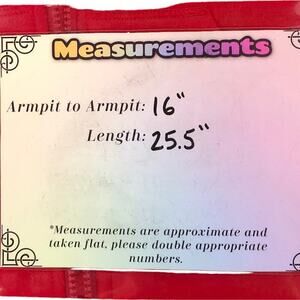 Measurements
Armpit to Armpit: 16"
Length: 25.5"
*Measurements are approximate and
taken flat, please double appropriate
numbers.